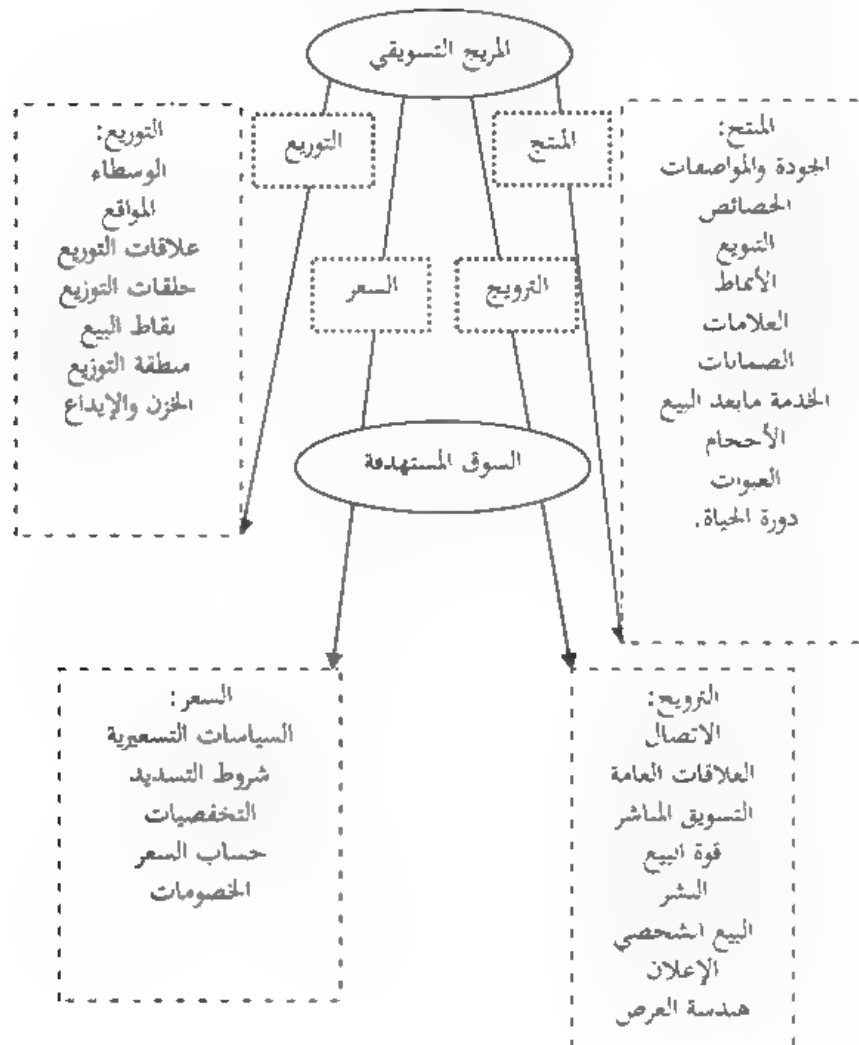 المزيج التسويقي
المنتج
التوزيع
الترويج
السعر
السوق المستهدفة
المنتج:
الجودة والمواصفات
الخصائص
التنويع
الأنماط
العلامات
الضمانات
الخدمة مابعد البيع
الأحجام
العبوات
دورة الحياة.
التوزيع:
الوسطاء
المواقع
علاقات التوزيع
حلقات التوزيع
نقاط البيع
منطقة التوزيع
الخزن والإيداع
الترويج:
الاتصال
العلاقات العامة
التسويق المباشر
قوة البيع
النشر
البيع الشخصي
الإعلان
هندسة العرض
السعر:
السياسات التسعيرية
شروط التسديد
التخفصيات
حساب السعر
الخصومات